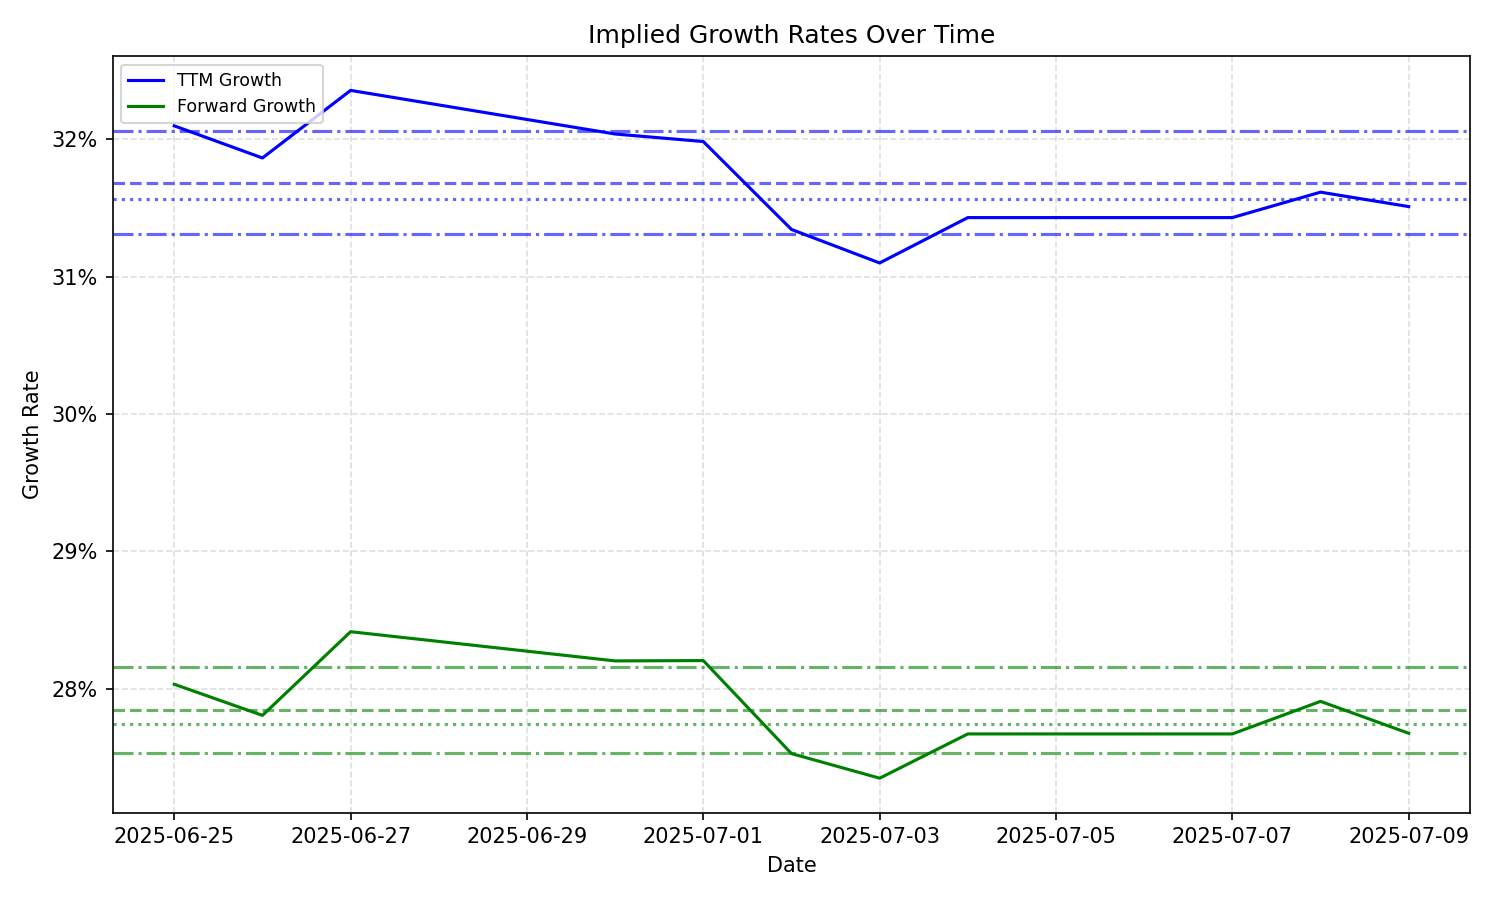 Implied Growth Rates Over Time
TTM Growth
Forward Growth
32%
31%
30%
29%
28%
Growth Rate
2025-06-25
2025-06-27
2025-06-29
2025-07-01
2025-07-03
2025-07-05
2025-07-07
2025-07-09
Date